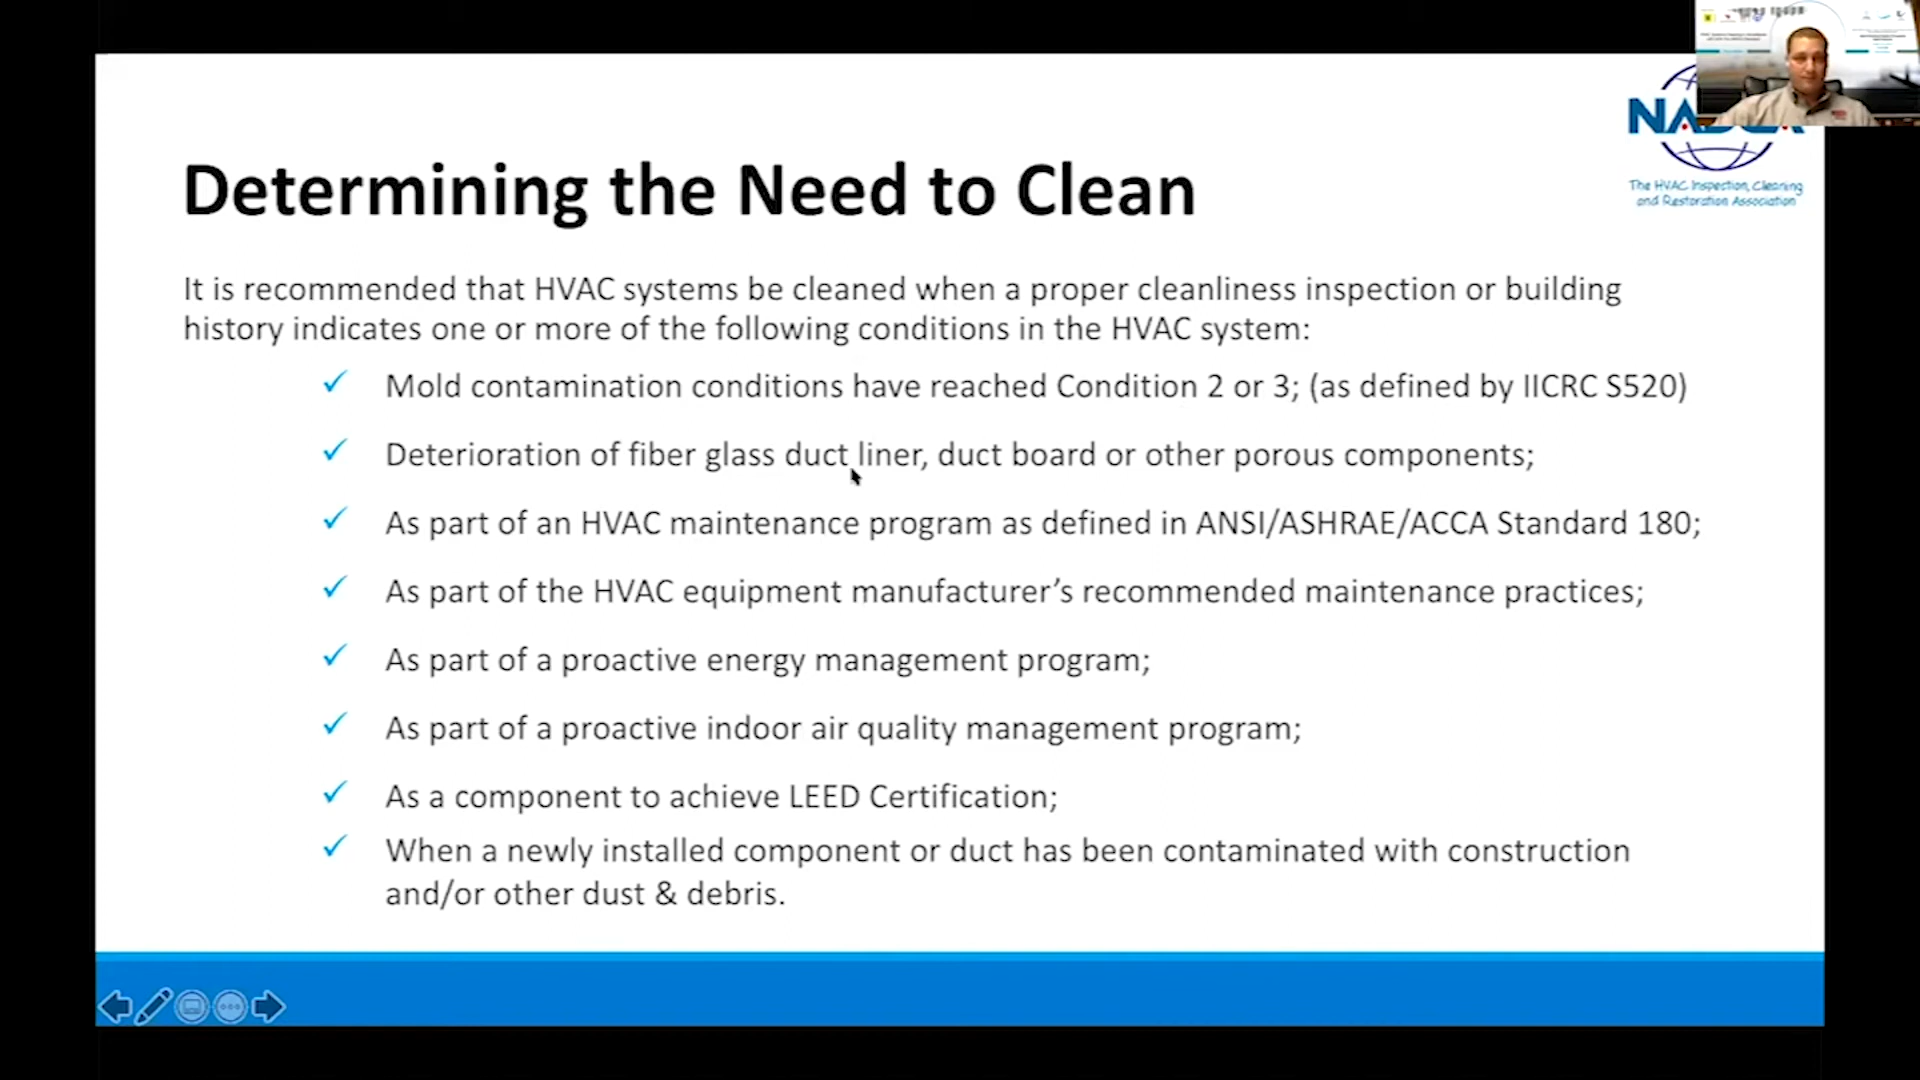 Determining the Need to Clean
The HVAC Inspection, Cleaning
and Restoration Association
It is recommended that HVAC systems be cleaned when a proper cleanliness inspection or building
history indicates one or more of the following conditions in the HVAC system:
✓ Mold contamination conditions have reached Condition 2 or 3; (as defined by IICRC S520)
✓ Deterioration of fiber glass duct liner, duct board or other porous components;
✓ As part of an HVAC maintenance program as defined in ANSI/ASHRAE/ACCA Standard 180;
✓ As part of the HVAC equipment manufacturer’s recommended maintenance practices;
✓ As part of a proactive energy management program;
✓ As part of a proactive indoor air quality management program;
✓ As a component to achieve LEED Certification;
✓ When a newly installed component or duct has been contaminated with construction
and/or other dust & debris.